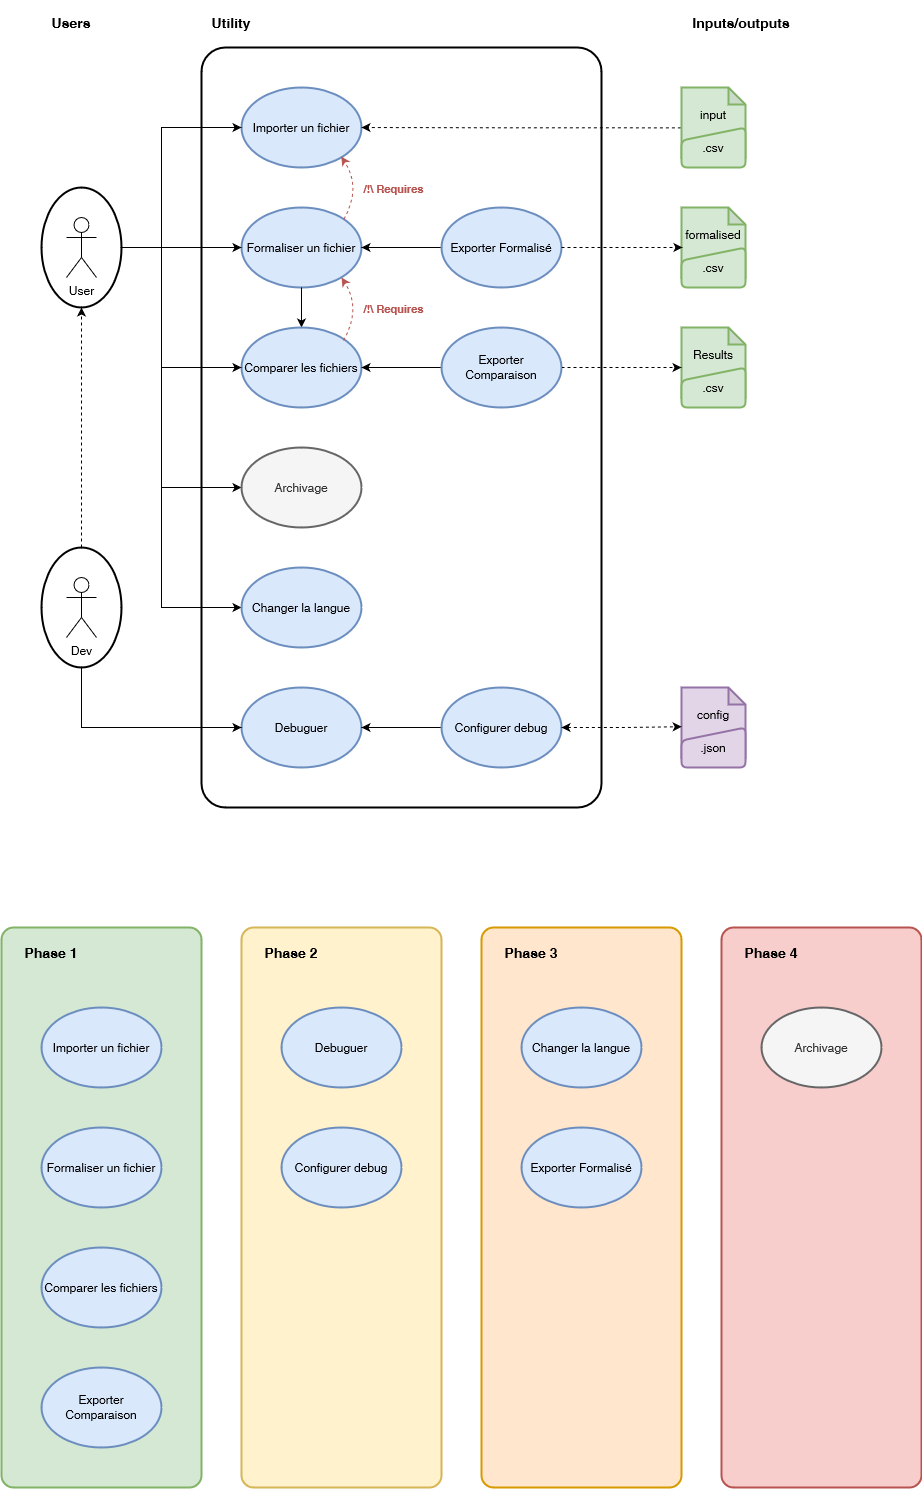 Users
Utility
Inputs/outputs
Importer un fichier
input
.csv
/!\ Requires
User
Formaliser un fichier
Exporter Formalisé
formalised
.csv
/!\ Requires
Comparer les fichiers
Exporter
Comparaison
Results
.csv
Archivage
Dev
Changer la langue
Debuguer
Configurer debug
config
.json
Phase 1
Importer un fichier
Formaliser un fichier
Comparer les fichiers
Exporter
Comparaison
Phase 2
Debuguer
Configurer debug
Phase 3
Changer la langue
Exporter Formalisé
Phase 4
Archivage